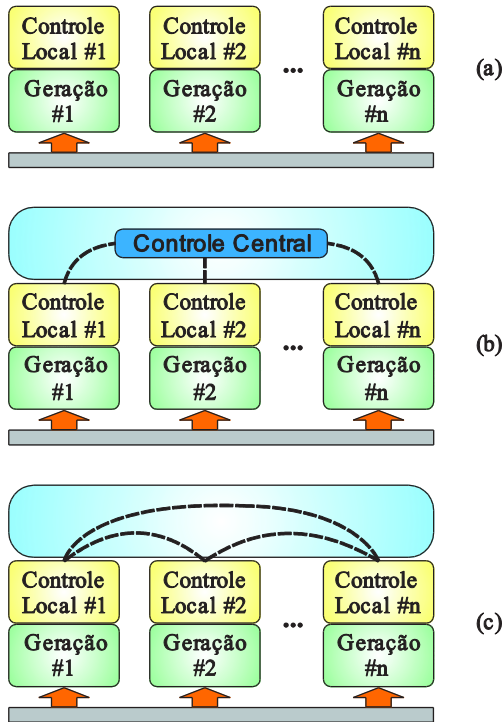 Controle Controle Controle
Local #1 Local #2 ... Local #n (a)
Geração Geração Geração
#1 #2 #n
Controle Central
Controle Controle Controle
Local #1 Local #2 ... Local #n (b)
Geração Geração Geração
#1 #2 #n
Controle Controle Controle
Local #1 Local #2 ... Local #n (c)
Geração Geração Geração
#1 #2 #n